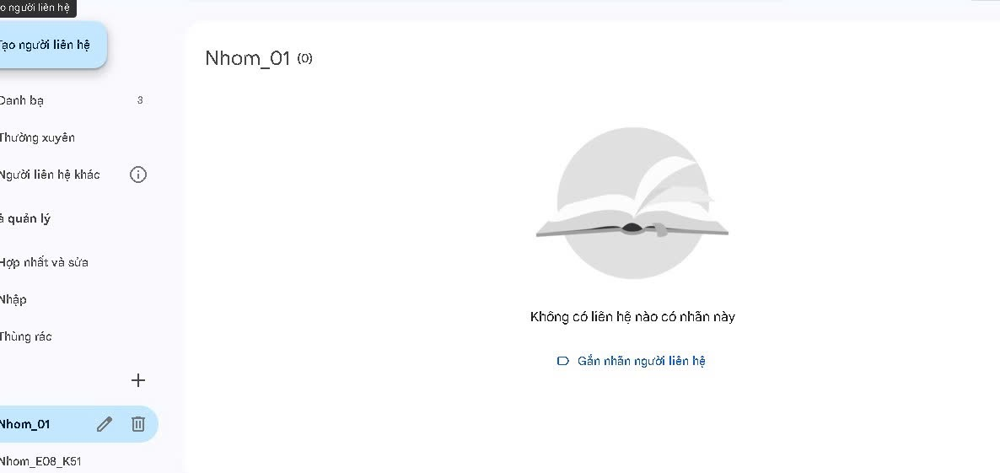 o người liên hệ
Tạo người liên hệ
Nhom_01 (0)
Danh bạ 3
Thường xuyên
Người liên hệ khác
à quản lý
Hợp nhất và sửa
Nhập
Thùng rác
Nhom_01
Nhom_E08_K51
Không có liên hệ nào có nhãn này
Gắn nhãn người liên hệ